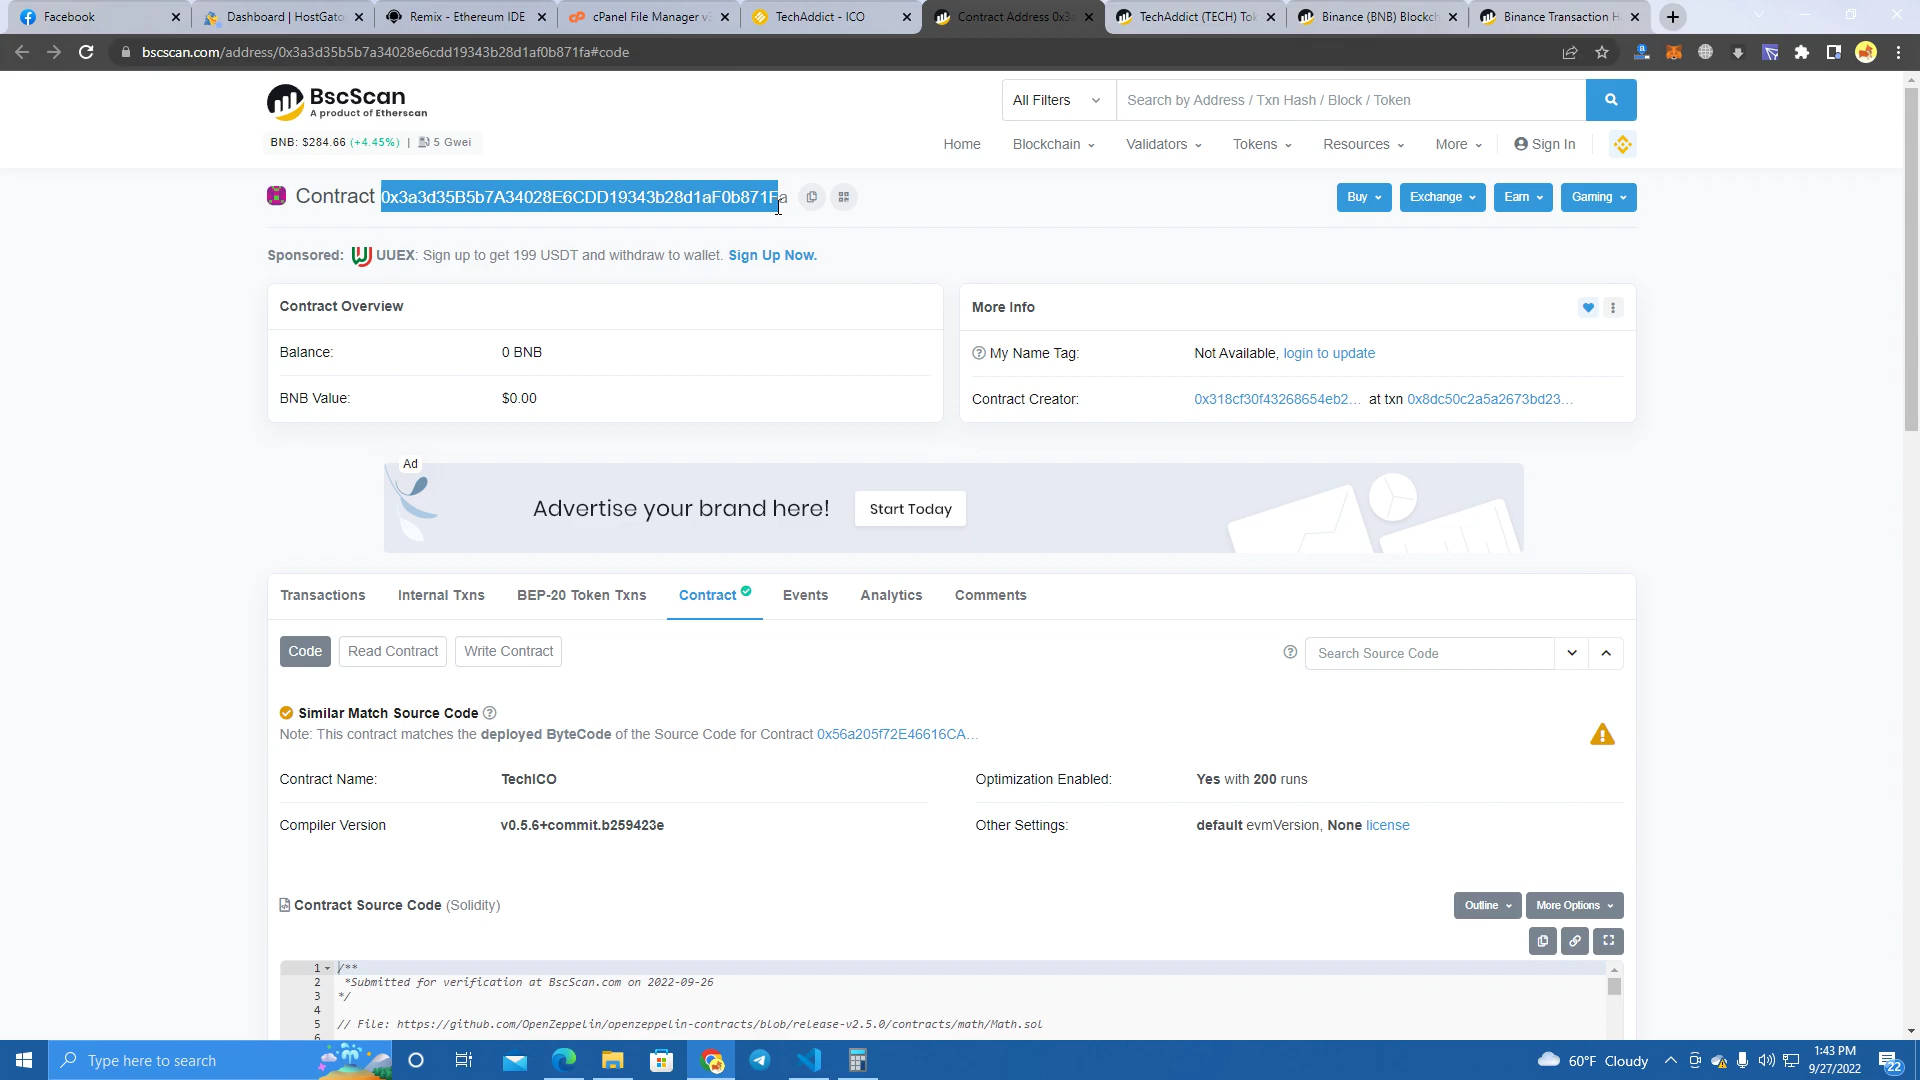 Facebook
Dashboard | HostGato
Remix - Ethereum IDE
cPanel File Manager v
TechAddict - ICO
Contract Address 0x3a
TechAddict (TECH) Tok
Binance (BNB) Blockch
Binance Transaction H
bscscan.com/address/0x3a3d35b5b7a34028e6cdd19343b28d1af0b871fa#code
BscScan
A product of Etherscan
All Filters
Search by Address / Txn Hash / Block / Token
BNB: $284.66 (+4.45%) | 5 Gwei
Home Blockchain Validators Tokens Resources More Sign In
Contract 0x3a3d35B5b7A34028E6CDD19343b28d1aF0b871Fa
Buy Exchange Earn Gaming
Sponsored: UUEX: Sign up to get 199 USDT and withdraw to wallet. Sign Up Now.
Contract Overview
Balance: 0 BNB
BNB Value: $0.00
More Info
My Name Tag: Not Available, login to update
Contract Creator: 0x318cf30f43268654eb2... at txn 0x8dc50c2a5a2673bd23...
Ad
Advertise your brand here! Start Today
Transactions Internal Txns BEP-20 Token Txns Contract Events Analytics Comments
Code Read Contract Write Contract
Search Source Code
Similar Match Source Code
Note: This contract matches the deployed ByteCode of the Source Code for Contract 0x56a205f72E46616CA...
Contract Name: TechICO
Optimization Enabled: Yes with 200 runs
Compiler Version v0.5.6+commit.b259423e
Other Settings: default evmVersion, None license
Contract Source Code (Solidity)
Outline More Options
1 /**
2 *Submitted for verification at BscScan.com on 2022-09-26
3 */
4
5 // File: https://github.com/OpenZeppelin/openzeppelin-contracts/blob/release-v2.5.0/contracts/math/Math.sol
6
Type here to search
60°F Cloudy
1:43 PM
9/27/2022
22